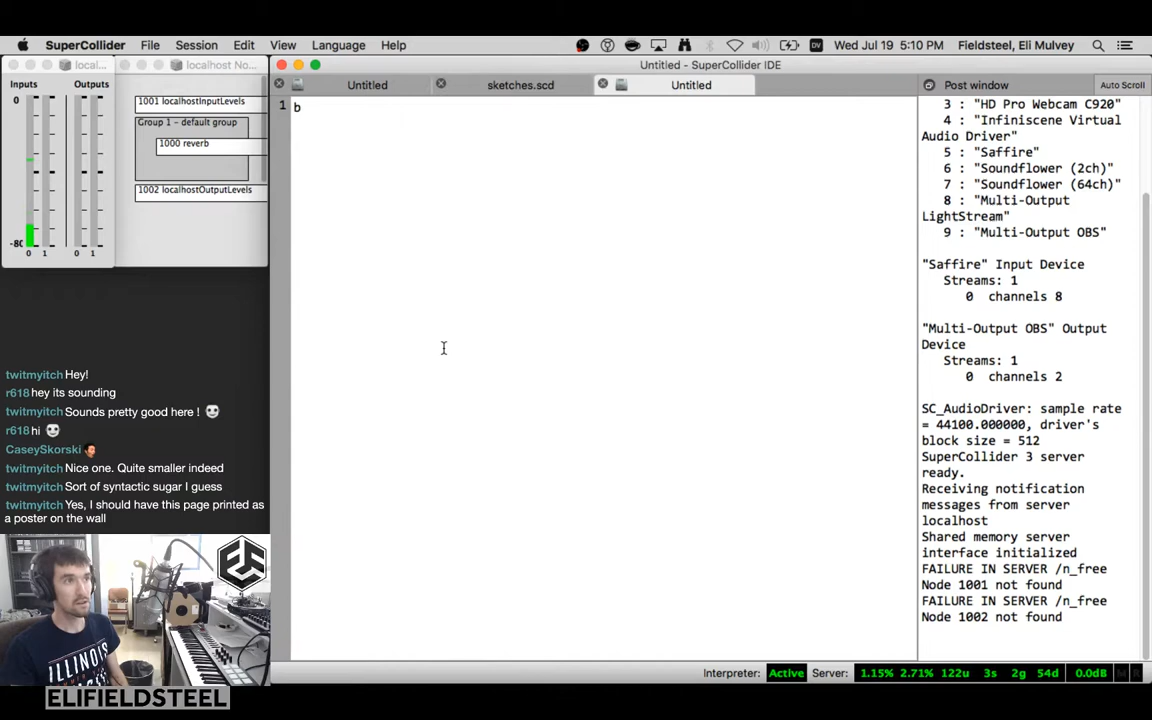 SuperCollider File Session Edit View Language Help
Wed Jul 19 5:10 PM Fieldsteel, Eli Mulvey
local...
localhost No...
Untitled - SuperCollider IDE
Inputs Outputs
0
-80
0 1 0 1
1001 localhostInputLevels
Group 1 - default group
1000 reverb
1002 localhostOutputLevels
Untitled sketches.scd Untitled
1 b
Post window Auto Scroll
3 : "HD Pro Webcam C920"
4 : "Infiniscene Virtual
Audio Driver"
5 : "Saffire"
6 : "Soundflower (2ch)"
7 : "Soundflower (64ch)"
8 : "Multi-Output
LightStream"
9 : "Multi-Output OBS"
"Saffire" Input Device
Streams: 1
0 channels 8
"Multi-Output OBS" Output
Device
Streams: 1
0 channels 2
SC_AudioDriver: sample rate
= 44100.000000, driver's
block size = 512
SuperCollider 3 server
ready.
Receiving notification
messages from server
localhost
Shared memory server
interface initialized
FAILURE IN SERVER /n_free
Node 1001 not found
FAILURE IN SERVER /n_free
Node 1002 not found
twitmyitch Hey!
r618 hey its sounding
twitmyitch Sounds pretty good here !
r618 hi
CaseySkorski
twitmyitch Nice one. Quite smaller indeed
twitmyitch Sort of syntactic sugar I guess
twitmyitch Yes, I should have this page printed as
a poster on the wall
ILLINOIS
ELIFIELDSTEEL
Interpreter: Active Server: 1.15% 2.71% 122u 3s 2g 54d 0.0dB M R